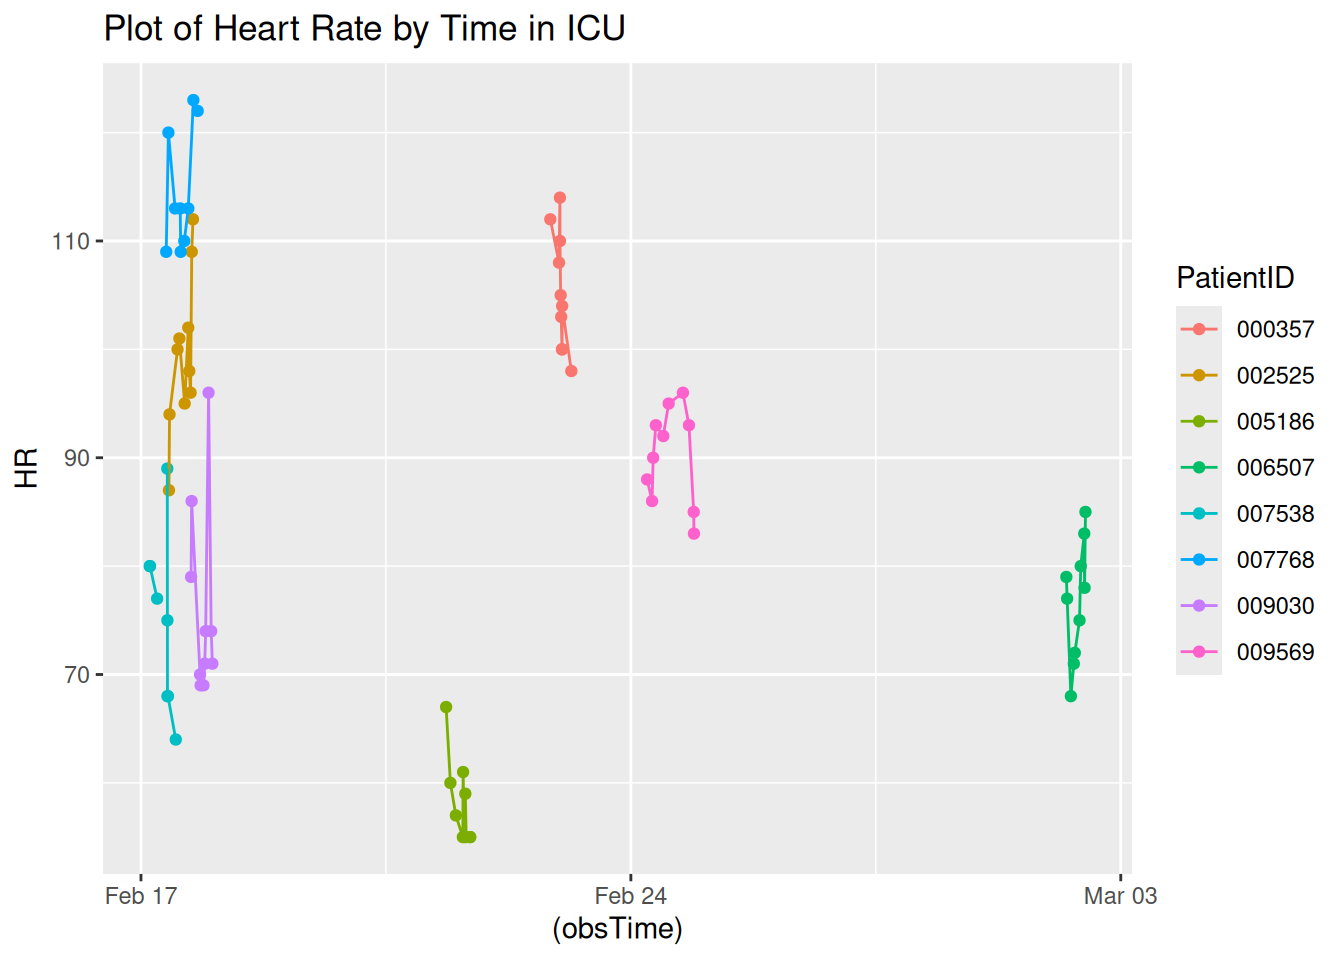 Plot of Heart Rate by Time in ICU
110
90
70
HR
Feb 17
Feb 24
Mar 03
(obsTime)
PatientID
000357
002525
005186
006507
007538
007768
009030
009569